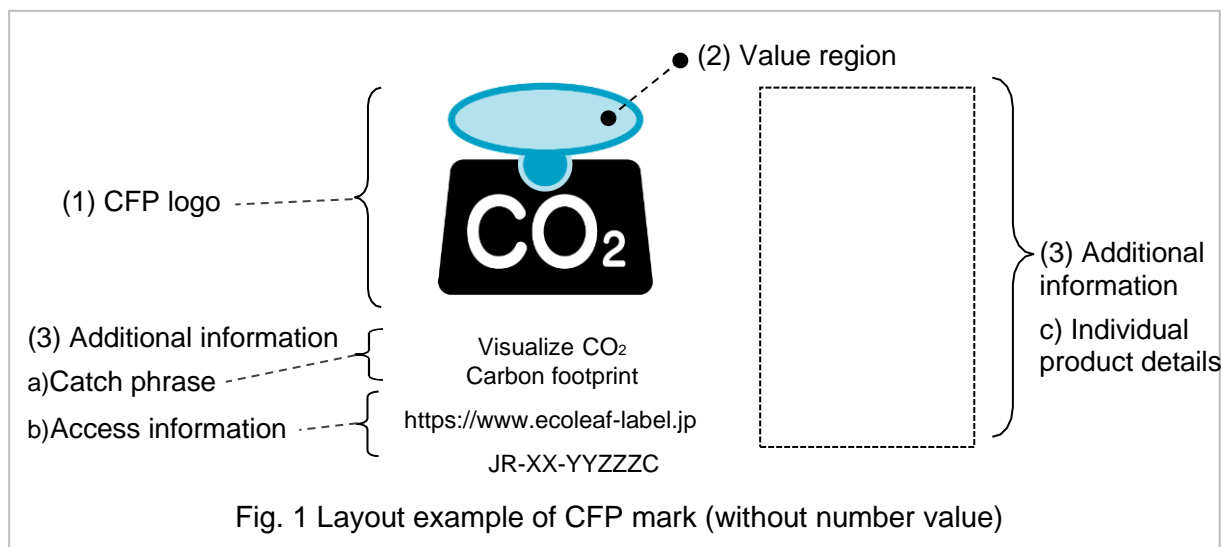 (2) Value region
(1) CFP logo
CO₂
(3) Additional information
a)Catch phrase
b)Access information
Visualize CO₂
Carbon footprint
https://www.ecoleaf-label.jp
JR-XX-YYZZZC
(3) Additional
information
c) Individual
product details
Fig. 1 Layout example of CFP mark (without number value)